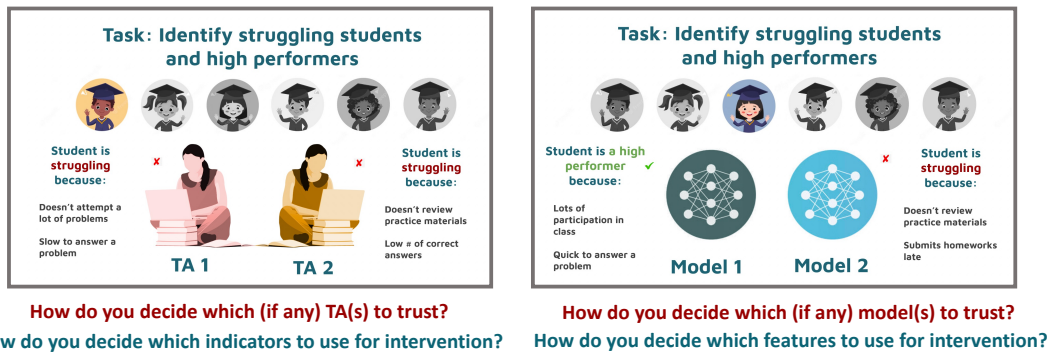 Task: Identify struggling students
and high performers
Student is
struggling
because:
✘
Doesn't attempt a
lot of problems
Slow to answer a
problem
✘
Student is
struggling
because:
Doesn't review
practice materials
Low # of correct
answers
TA 1
TA 2
How do you decide which (if any) TA(s) to trust?
w do you decide which indicators to use for intervention?
Task: Identify struggling students
and high performers
Student is a high
performer ✔
because:
Lots of
participation in
class
Quick to answer a
problem
✘
Student is
struggling
because:
Doesn't review
practice materials
Submits homeworks
late
Model 1
Model 2
How do you decide which (if any) model(s) to trust?
How do you decide which features to use for intervention?